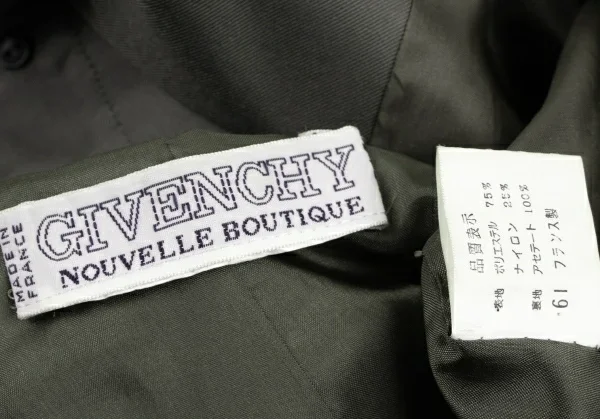 MADE IN
FRANCE
GIVENCHY
NOUVELLE BOUTIQUE
品質表示
表地 ポリエステル 75%
ナイロン 25%
裏地 アセテート 100%
'61 フランス製